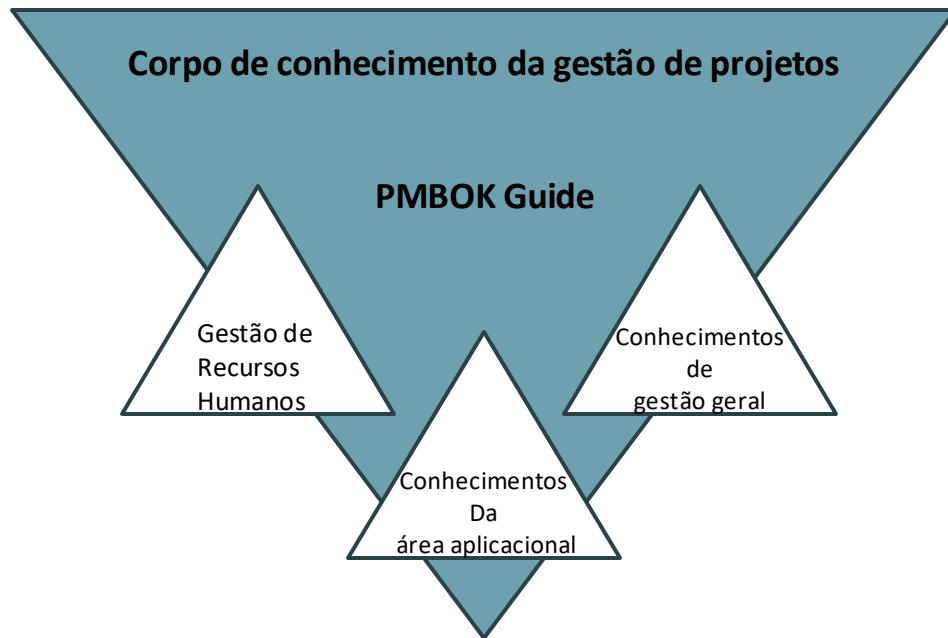 Corpo de conhecimento da gestão de projetos
PMBOK Guide
Gestão de
Recursos
Humanos
Conhecimentos
de
gestão geral
Conhecimentos
Da
área aplicacional